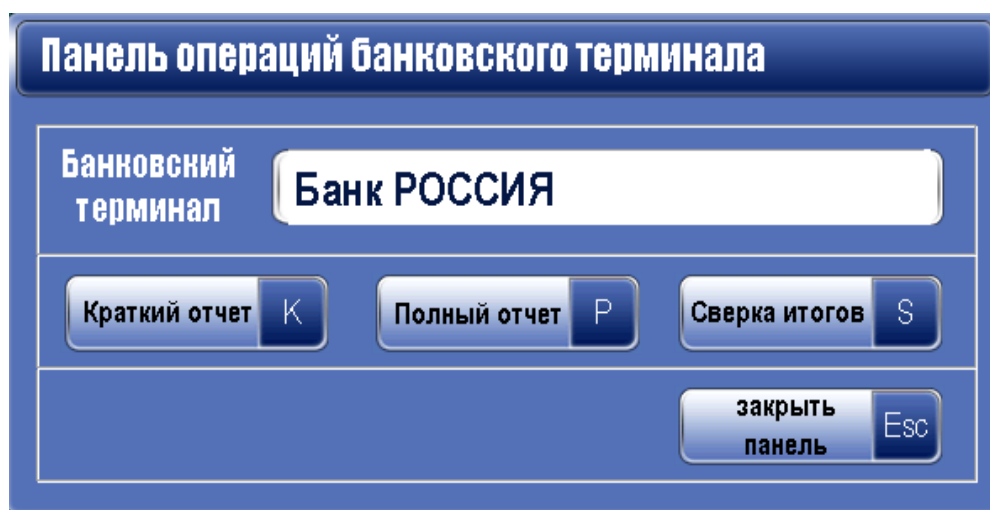 Панель операций банковского терминала
Банковский
терминал
Банк РОССИЯ
Краткий отчет K
Полный отчет P
Сверка итогов S
закрыть
панель
Esc